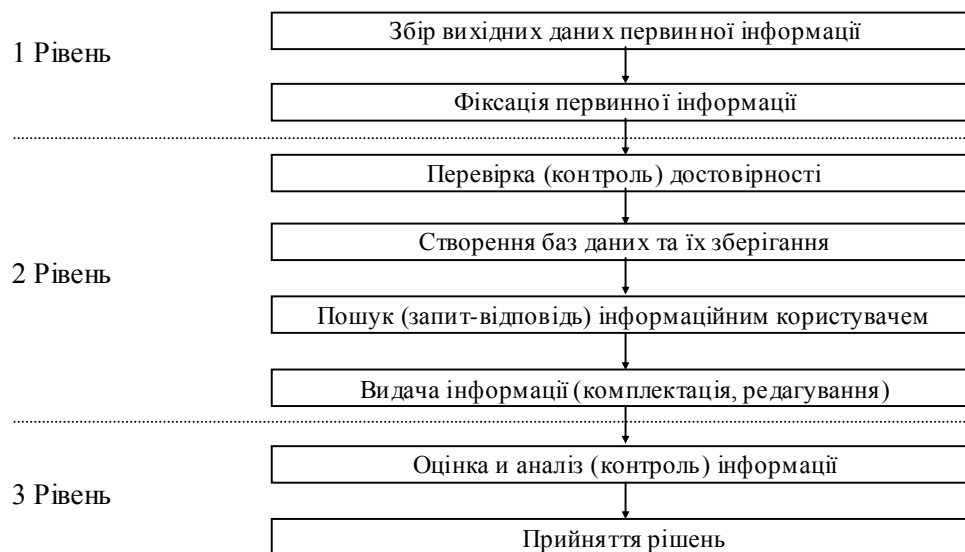 1 Рівень
Збір вихідних даних первинної інформації
Фіксація первинної інформації
2 Рівень
Перевірка (контроль) достовірності
Створення баз даних та їх зберігання
Пошук (запит-відповідь) інформаційним користувачем
Видача інформації (комплектація, редагування)
3 Рівень
Оцінка и аналіз (контроль) інформації
Прийняття рішень